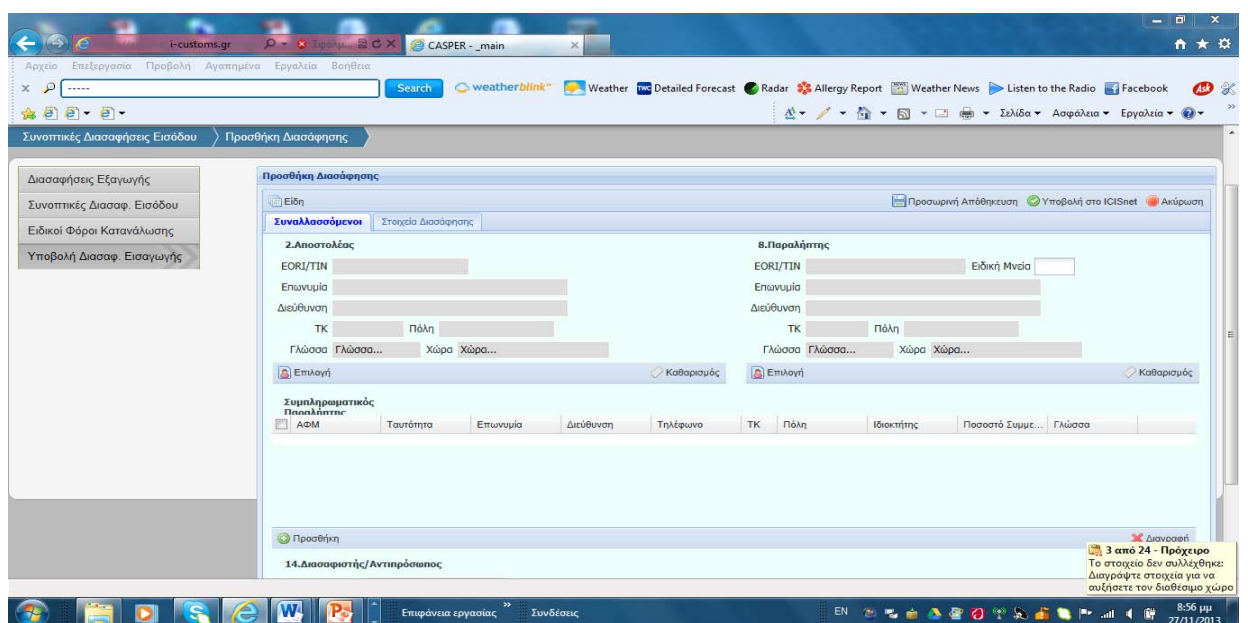 i-customs.gr CASPER - _main
Αρχείο Επεξεργασία Προβολή Αγαπημένα Εργαλεία Βοήθεια
----- Search weatherblink Weather TWC Detailed Forecast Radar Allergy Report Weather News Listen to the Radio Facebook Ask
Σελίδα Ασφάλεια Εργαλεία
Συνοπτικές Διασαφήσεις Εισόδου Προσθήκη Διασάφησης
Διασαφήσεις Εξαγωγής
Συνοπτικές Διασαφ. Εισόδου
Ειδικοί Φόροι Κατανάλωσης
Υποβολή Διασαφ. Εισαγωγής
Προσθήκη Διασάφησης
Είδη Προσωρινή Αποθήκευση Υποβολή στο ICISnet Ακύρωση
Συναλλασσόμενοι Στοιχεία Διασάφησης
2.Αποστολέας 8.Παραλήπτης
EORI/TIN EORI/TIN Ειδική Μνεία
Επωνυμία Επωνυμία
Διεύθυνση Διεύθυνση
ΤΚ Πόλη ΤΚ Πόλη
Γλώσσα Γλώσσα... Χώρα Χώρα... Γλώσσα Γλώσσα... Χώρα Χώρα...
Επιλογή Καθαρισμός Επιλογή Καθαρισμός
Συμπληρωματικός
Παραλήπτης
ΑΦΜ Ταυτότητα Επωνυμία Διεύθυνση Τηλέφωνο ΤΚ Πόλη Ιδιοκτήτης Ποσοστό Συμμε... Γλώσσα
Προσθήκη Διαγραφή
14.Διασαφιστής/Αντιπρόσωπος
3 από 24 - Πρόχειρο
Το στοιχείο δεν συλλέχθηκε:
Διαγράψτε στοιχεία για να
αυξήσετε τον διαθέσιμο χώρο
Επιφάνεια εργασίας Συνδέσεις EN 8:56 μμ
27/11/2013